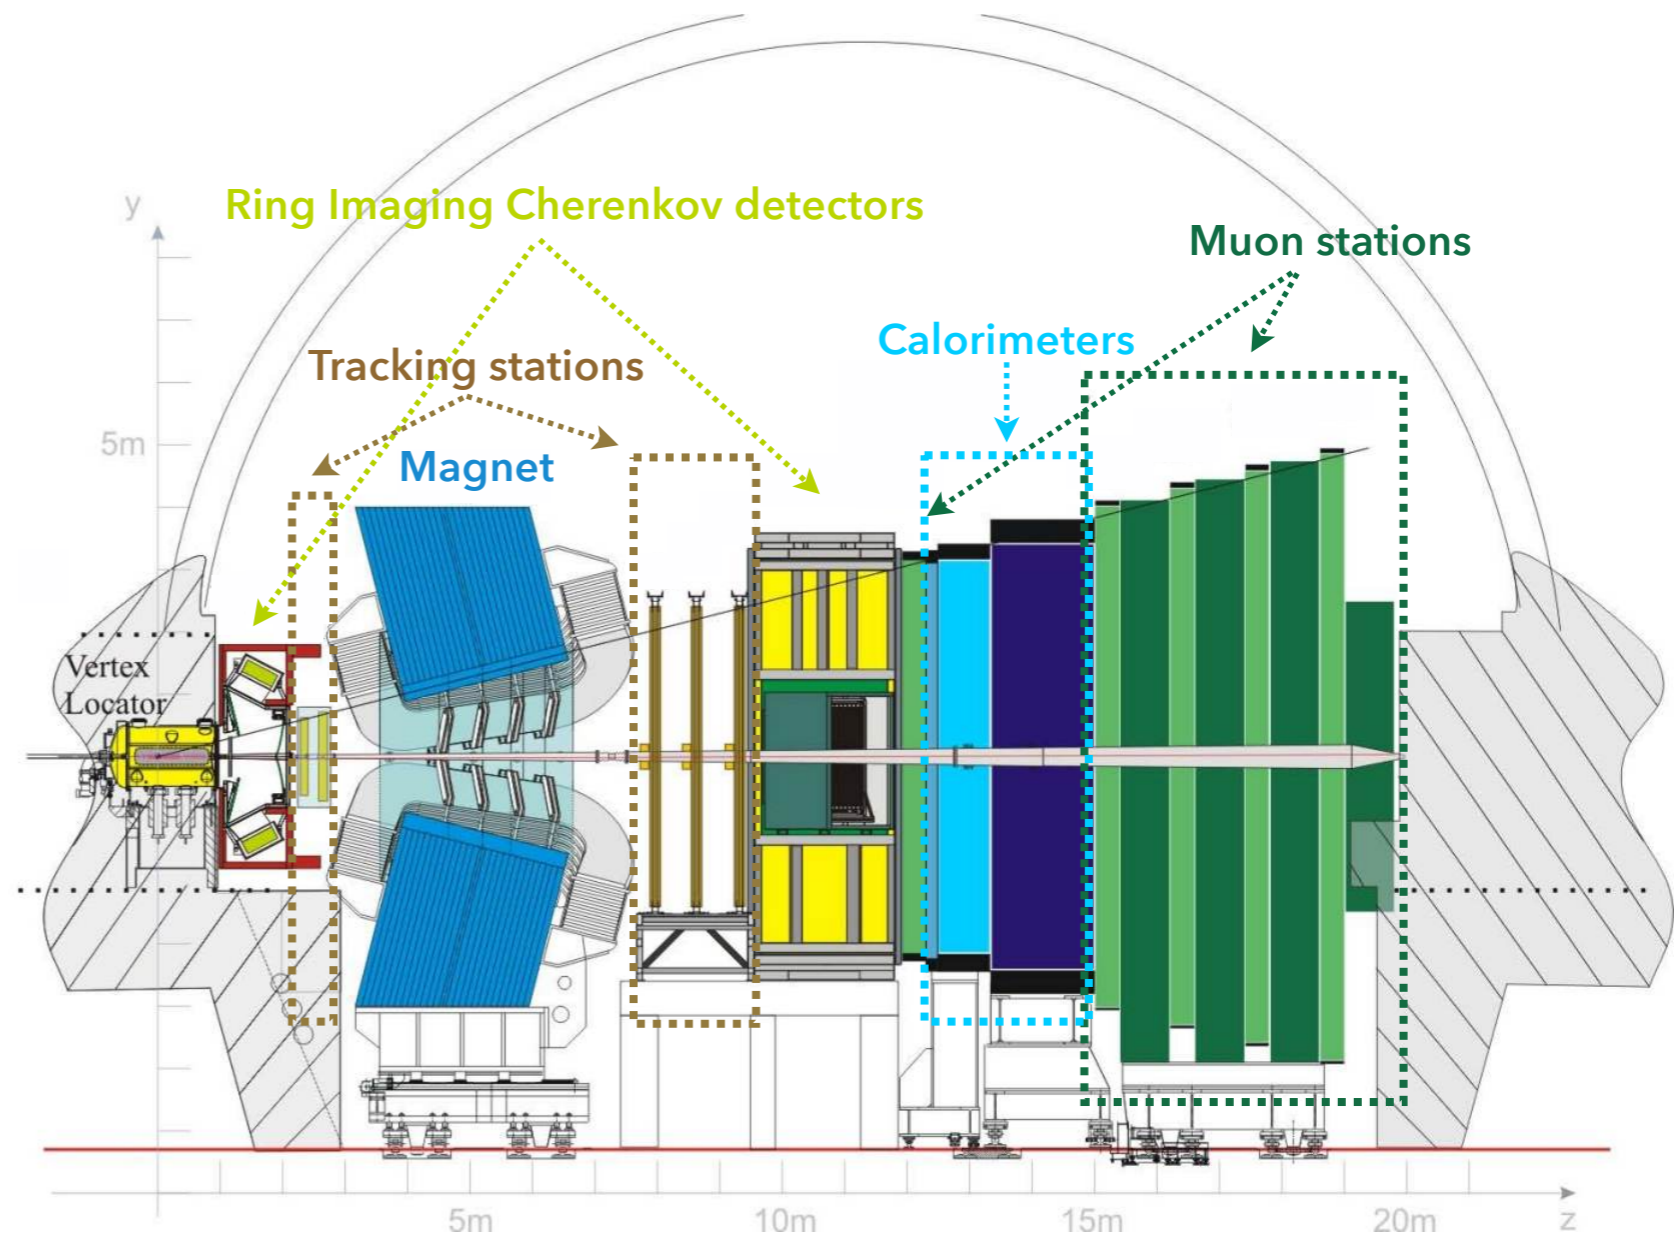 y
Ring Imaging Cherenkov detectors
Muon stations
Calorimeters
Tracking stations
5m
Magnet
Vertex
Locator
5m
10m
15m
20m
z